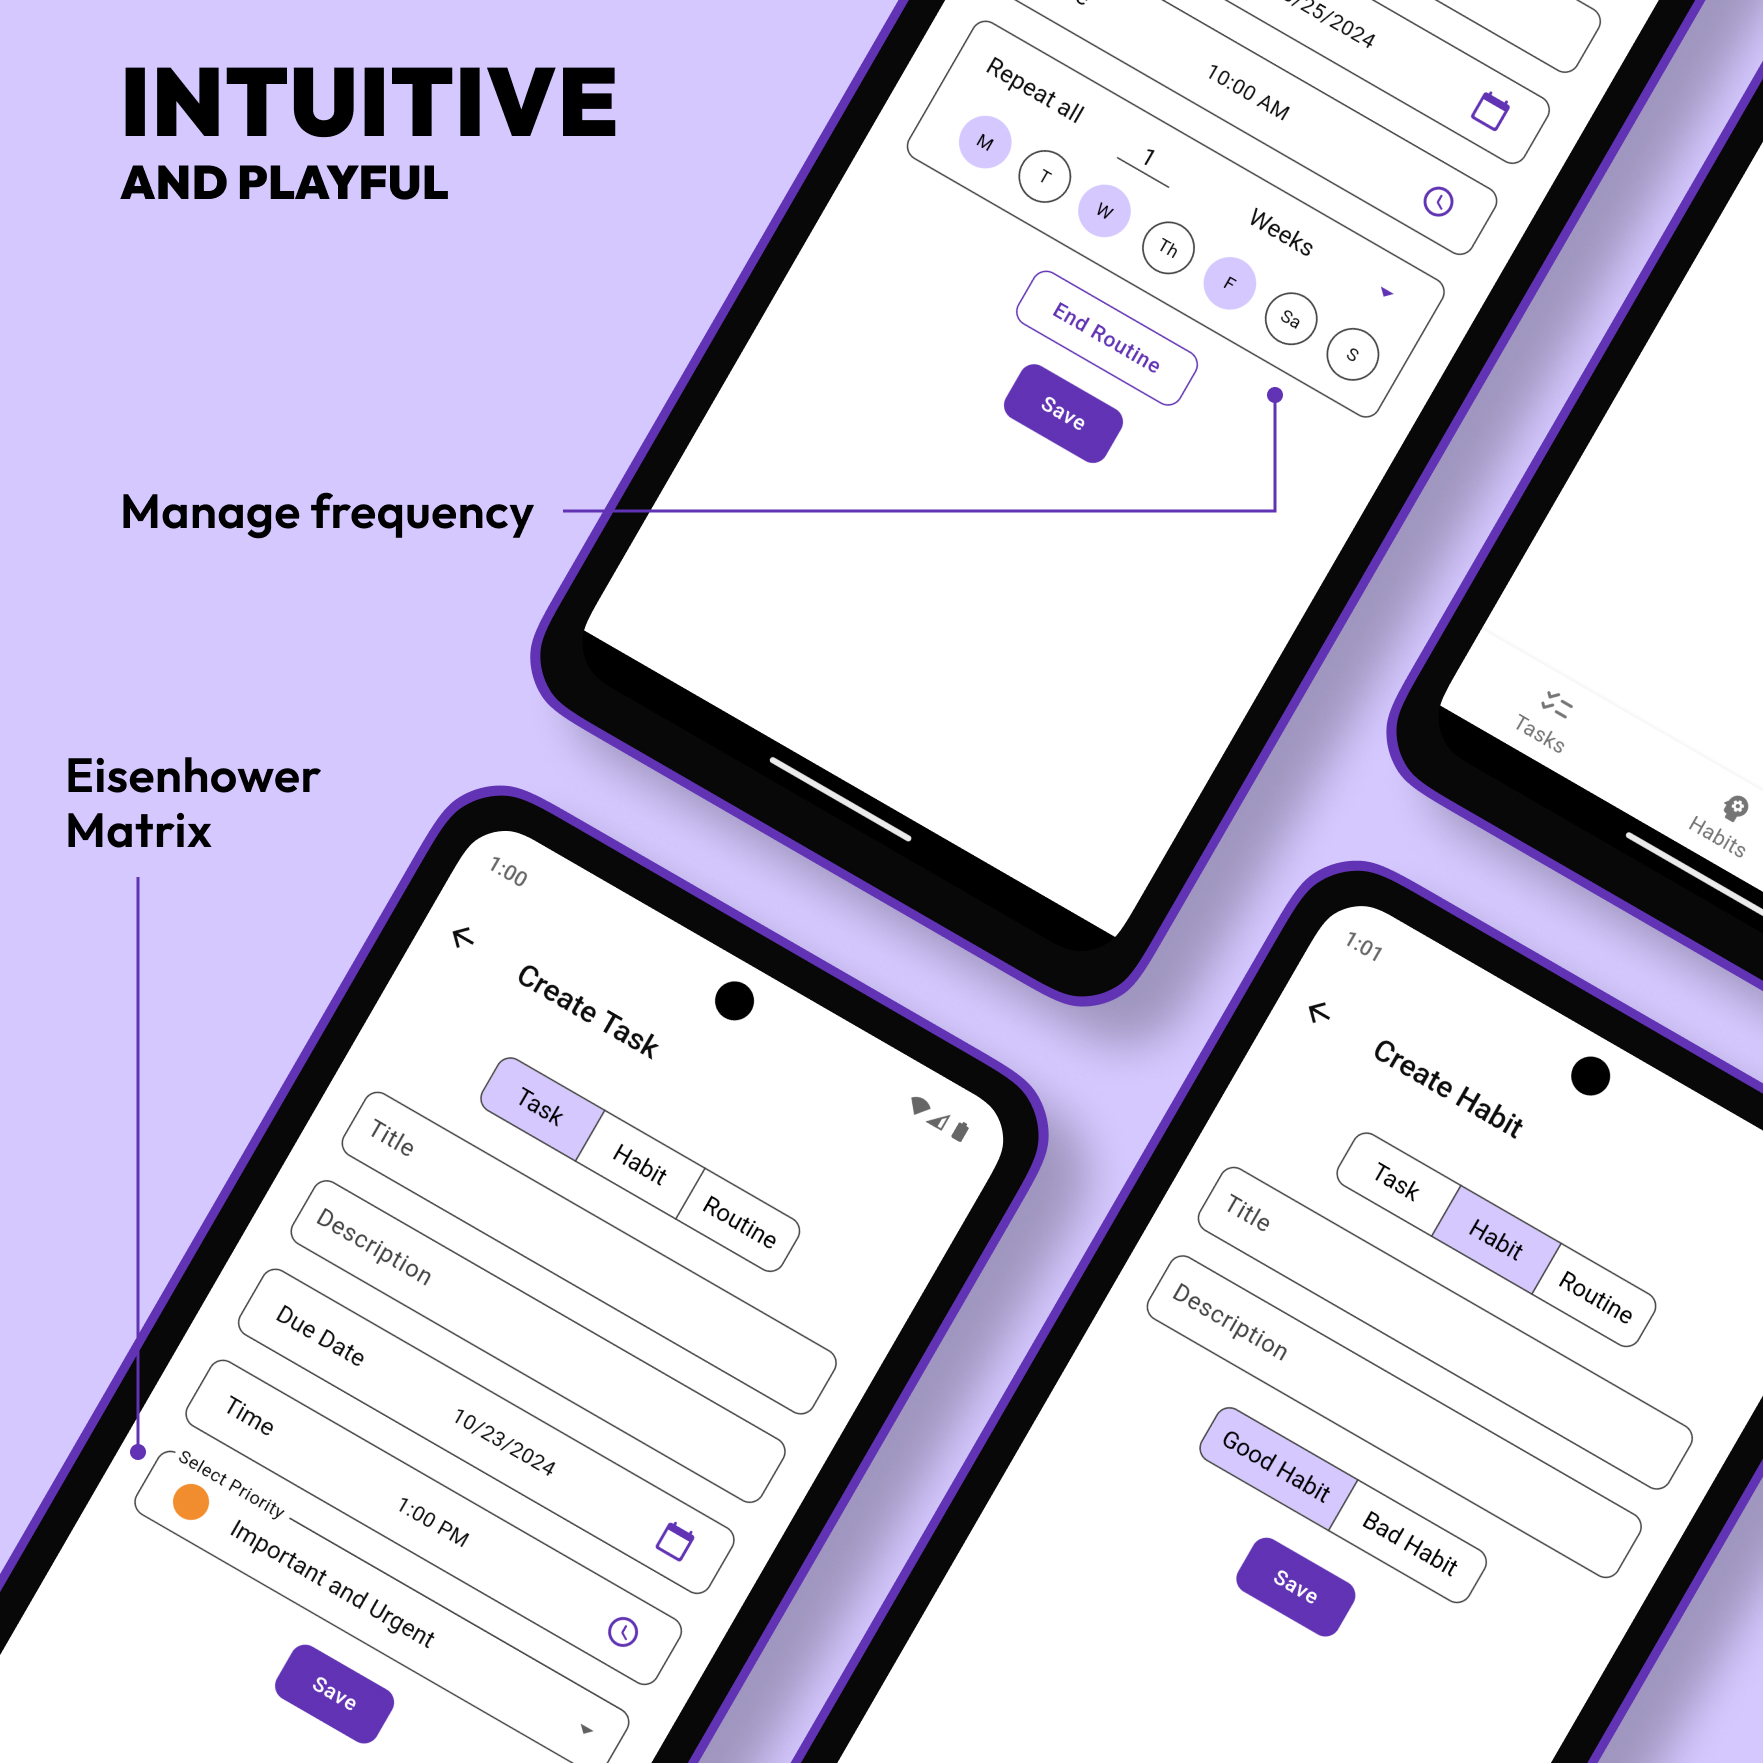 INTUITIVE
AND PLAYFUL
/25/2024
10:00 AM
Repeat all
1
Weeks
M
T
W
Th
F
Sa
S
End Routine
Save
Manage frequency
Tasks
Habits
Eisenhower
Matrix
1:00
Create Task
Task
Habit
Routine
Title
Description
Due Date
10/23/2024
Time
1:00 PM
Select Priority
Important and Urgent
Save
1:01
Create Habit
Task
Habit
Routine
Title
Description
Good Habit
Bad Habit
Save